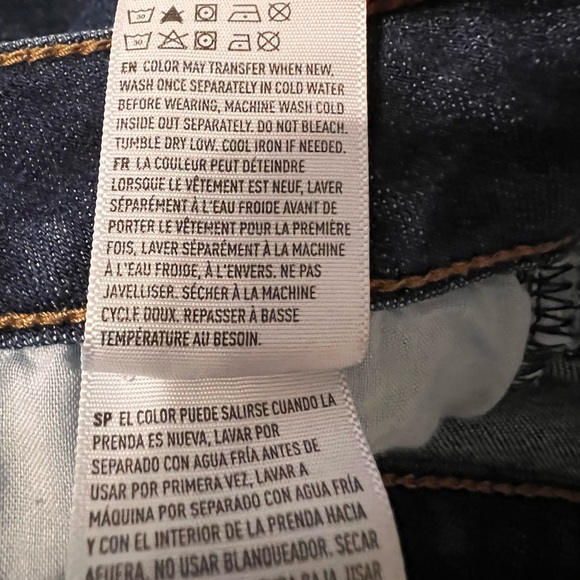 30
30
EN COLOR MAY TRANSFER WHEN NEW,
WASH ONCE SEPARATELY IN COLD WATER
BEFORE WEARING, MACHINE WASH COLD
INSIDE OUT SEPARATELY. DO NOT BLEACH.
TUMBLE DRY LOW. COOL IRON IF NEEDED.
FR LA COULEUR PEUT DÉTEINDRE
LORSQUE LE VÊTEMENT EST NEUF, LAVER
SÉPARÉMENT À L'EAU FROIDE AVANT DE
PORTER LE VÊTEMENT POUR LA PREMIÈRE
FOIS, LAVER SÉPARÉMENT À LA MACHINE
À L'EAU FROIDE, À L'ENVERS. NE PAS
JAVELLISER. SÉCHER À LA MACHINE
CYCLE DOUX. REPASSER À BASSE
TEMPÉRATURE AU BESOIN.
SP EL COLOR PUEDE SALIRSE CUANDO LA
PRENDA ES NUEVA, LAVAR POR
SEPARADO CON AGUA FRÍA ANTES DE
USAR POR PRIMERA VEZ, LAVAR A
MÁQUINA POR SEPARADO CON AGUA FRÍA
Y CON EL INTERIOR DE LA PRENDA HACIA
AFUERA. NO USAR BLANQUEADOR. SECAR
BAJA. USAR